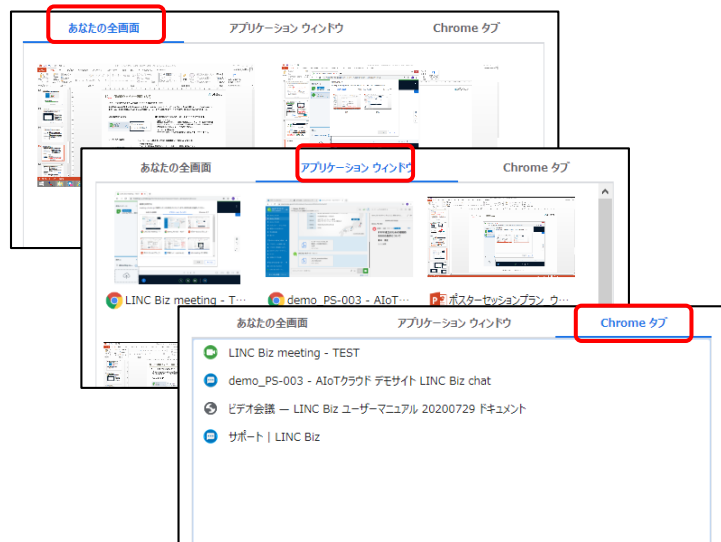 あなたの全画面 アプリケーション ウィンドウ Chrome タブ
あなたの全画面 アプリケーション ウィンドウ Chrome タブ
LINC Biz meeting - T… demo_PS-003 - AIoT… ポスターセッションプラン_ウ…
あなたの全画面 アプリケーション ウィンドウ Chrome タブ
LINC Biz meeting - TEST
demo_PS-003 - AIoTクラウド デモサイト LINC Biz chat
ビデオ会議 — LINC Biz ユーザーマニュアル 20200729 ドキュメント
サポート | LINC Biz